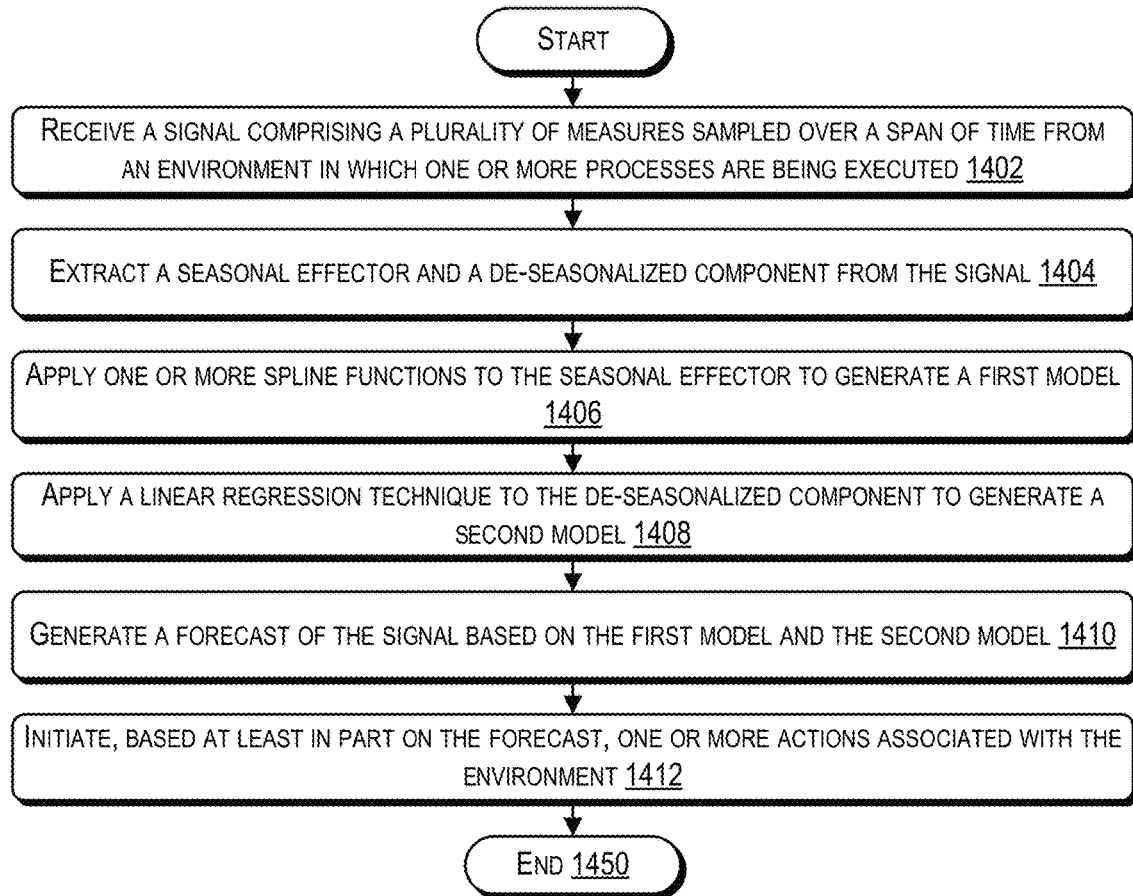 START
RECEIVE A SIGNAL COMPRISING A PLURALITY OF MEASURES SAMPLED OVER A SPAN OF TIME FROM
AN ENVIRONMENT IN WHICH ONE OR MORE PROCESSES ARE BEING EXECUTED 1402
EXTRACT A SEASONAL EFFECTOR AND A DE-SEASONALIZED COMPONENT FROM THE SIGNAL 1404
APPLY ONE OR MORE SPLINE FUNCTIONS TO THE SEASONAL EFFECTOR TO GENERATE A FIRST MODEL
1406
APPLY A LINEAR REGRESSION TECHNIQUE TO THE DE-SEASONALIZED COMPONENT TO GENERATE A
SECOND MODEL 1408
GENERATE A FORECAST OF THE SIGNAL BASED ON THE FIRST MODEL AND THE SECOND MODEL 1410
INITIATE, BASED AT LEAST IN PART ON THE FORECAST, ONE OR MORE ACTIONS ASSOCIATED WITH THE
ENVIRONMENT 1412
END 1450